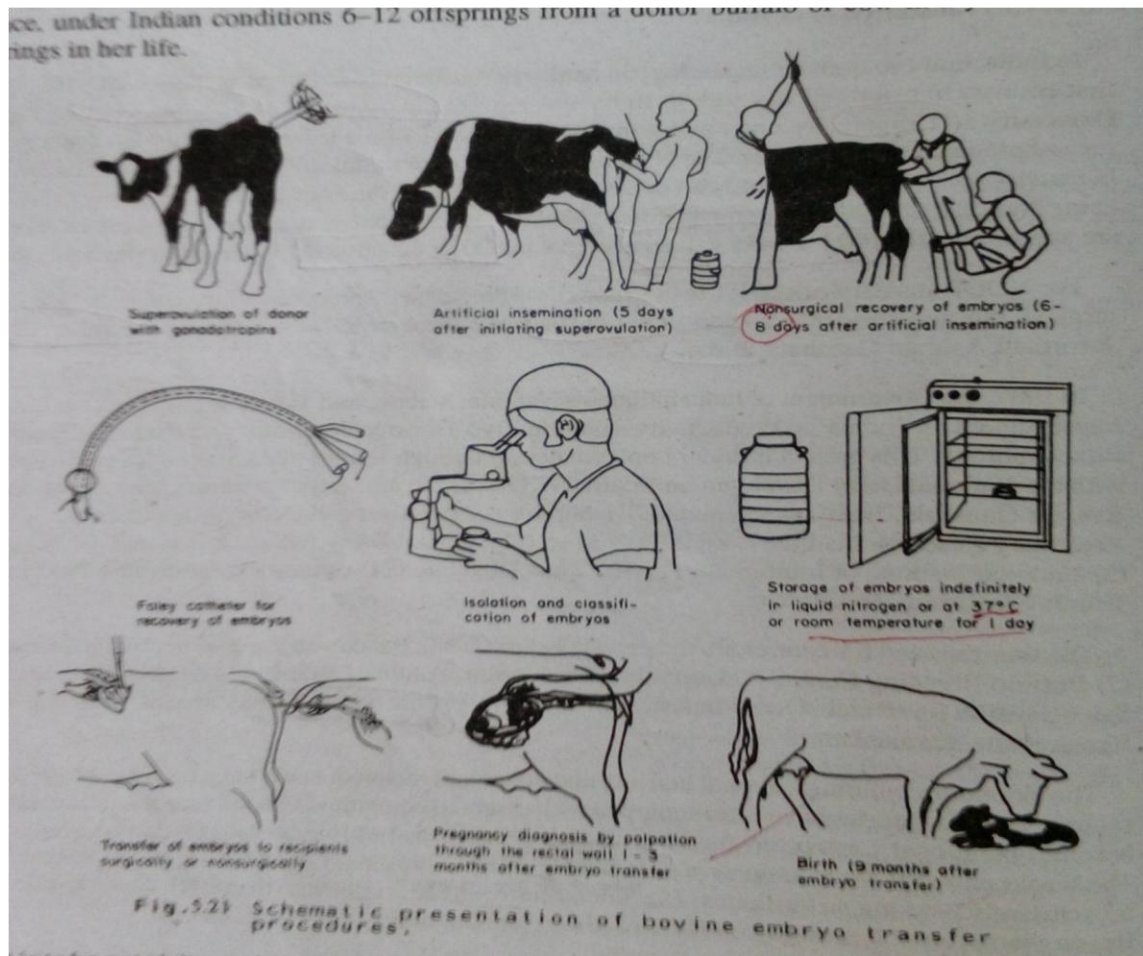 ce, under Indian conditions 6–12 offsprings from a donor buffalo or cow
rings in her life.
Superovulation of donor
with gonadotropins
Artificial insemination (5 days
after initiating superovulation)
Nonsurgical recovery of embryos (6-
8 days after artificial insemination)
Foley catheter for
recovery of embryos
Isolation and classifi-
cation of embryos
Storage of embryos indefinitely
in liquid nitrogen or at 37°C
or room temperature for 1 day
Transfer of embryos to recipients
surgically or nonsurgically
Pregnancy diagnosis by palpation
through the rectal wall 1 - 3
months after embryo transfer
Birth (9 months after
embryo transfer)
Fig. 5.21 Schematic presentation of bovine embryo transfer
procedures.